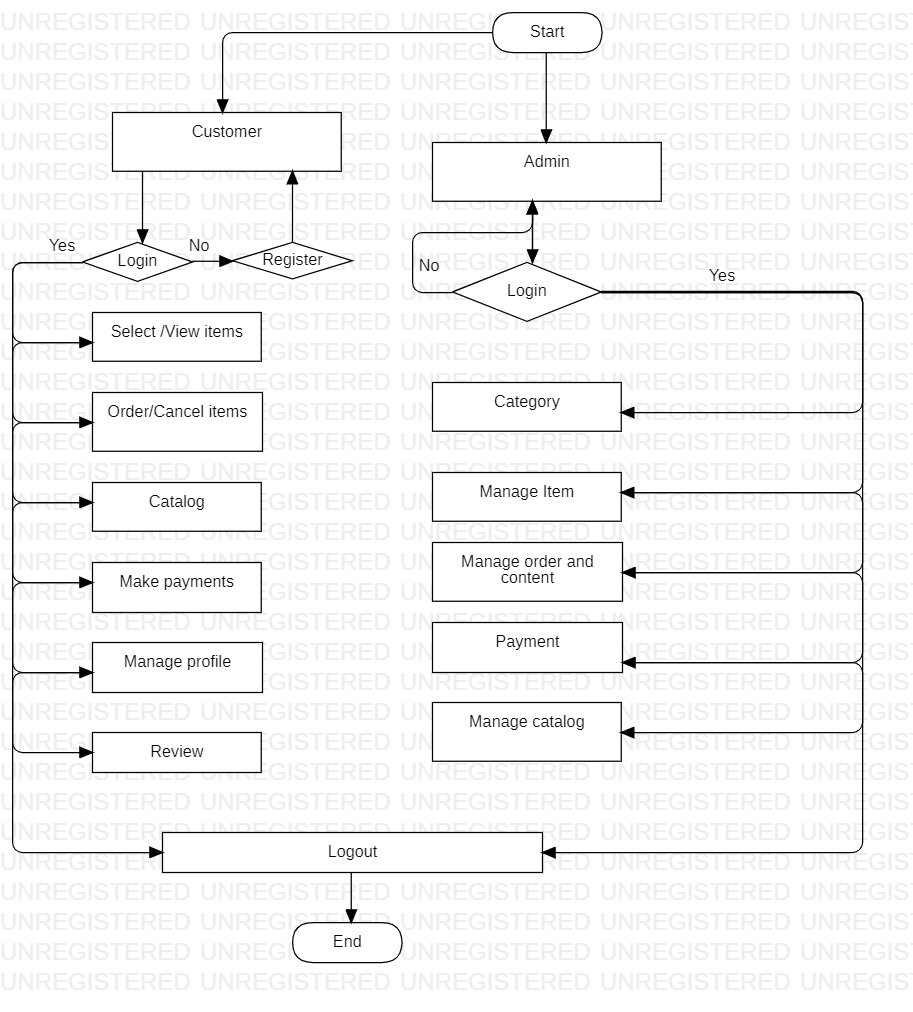 Start
Customer
Admin
Yes
Login
No
Register
No
Login
Yes
Select /View items
Order/Cancel items
Category
Catalog
Manage Item
Make payments
Manage order and
content
Manage profile
Payment
Review
Manage catalog
Logout
End
UNREGISTERED